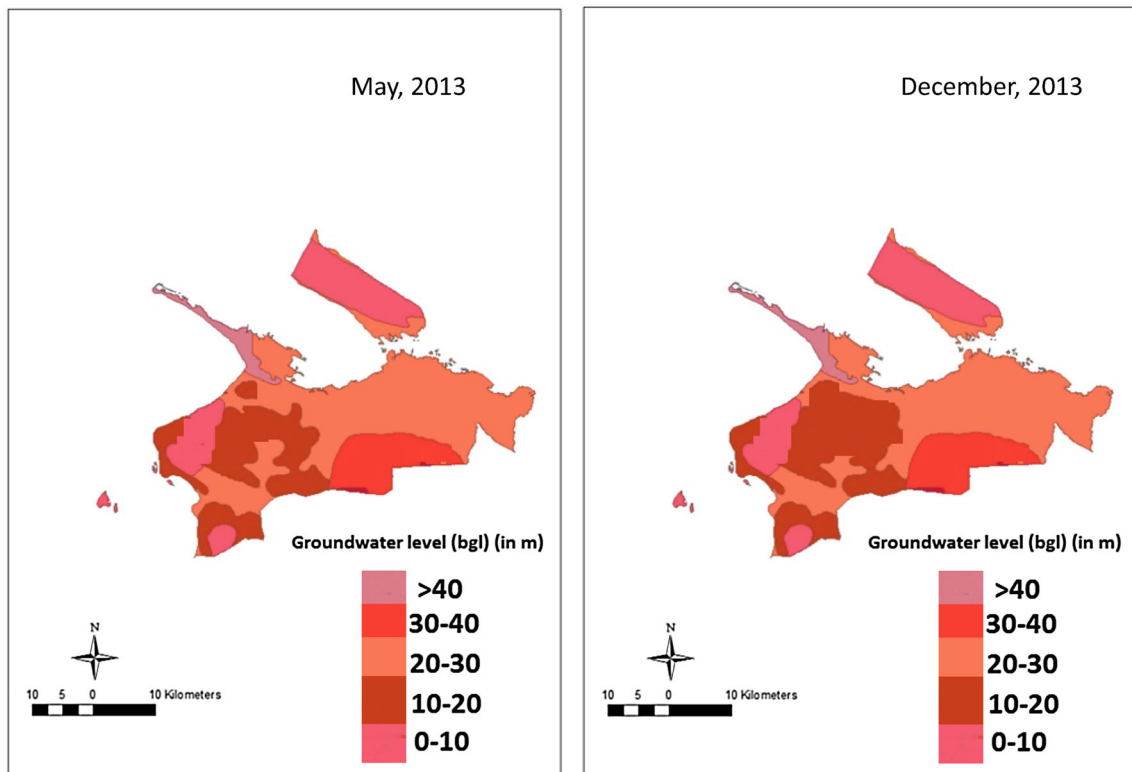 May, 2013
Groundwater level (bgl) (in m)
>40
30-40
20-30
10-20
0-10
N
10 5 0 10 Kilometers
December, 2013
Groundwater level (bgl) (in m)
>40
30-40
20-30
10-20
0-10
N
10 5 0 10 Kilometers